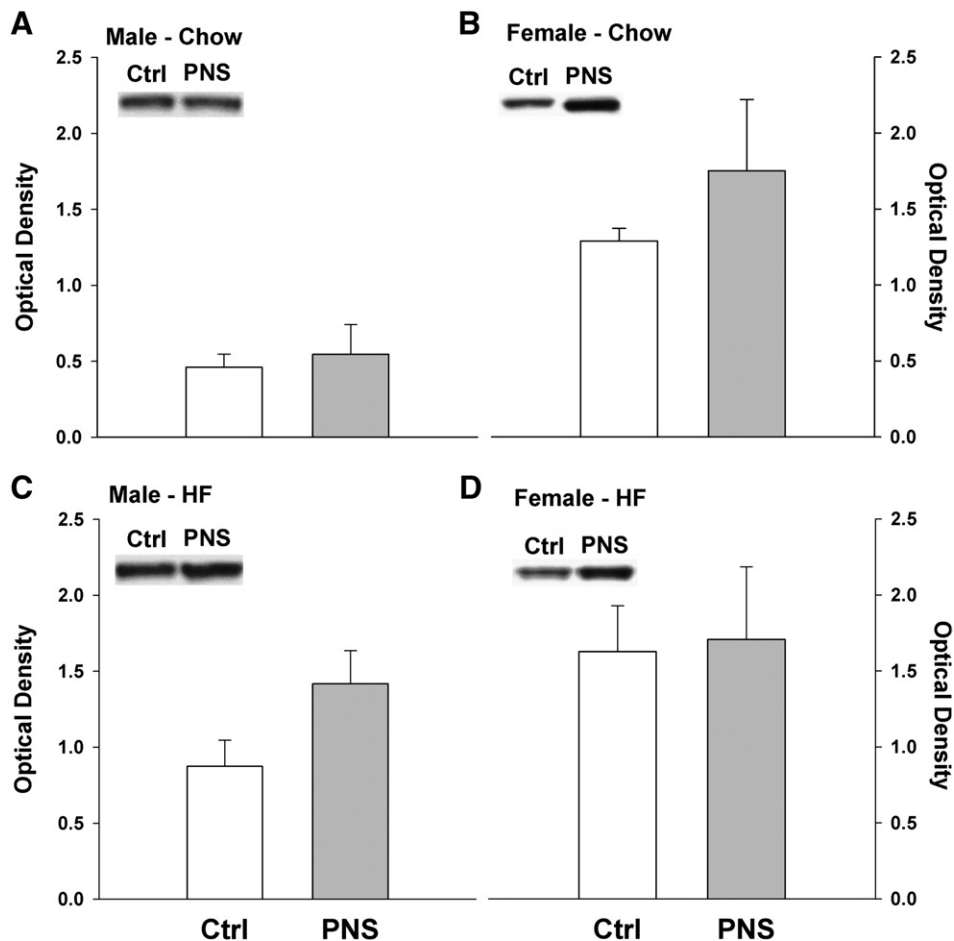 A
Male - Chow
Ctrl PNS
2.5
2.0
1.5
1.0
0.5
0.0
Optical Density
B
Female - Chow
Ctrl PNS
2.5
2.0
1.5
1.0
0.5
0.0
Optical Density
C
Male - HF
Ctrl PNS
2.5
2.0
1.5
1.0
0.5
0.0
Optical Density
Ctrl PNS
D
Female - HF
Ctrl PNS
2.5
2.0
1.5
1.0
0.5
0.0
Optical Density
Ctrl PNS